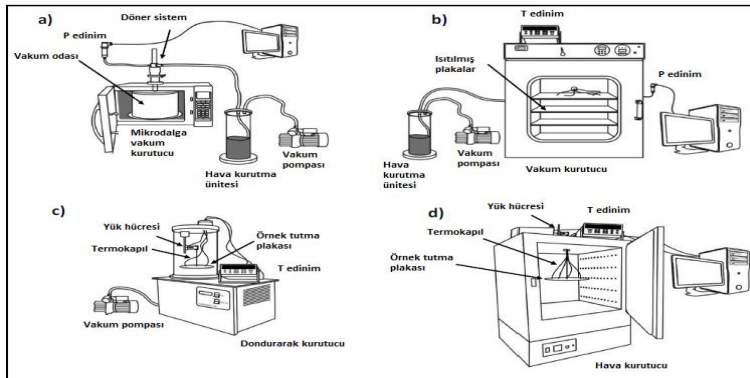 a)
Döner sistem
P edinim
Vakum odası
Mikrodalga
vakum
kurutucu
Hava kurutma
ünitesi
Vakum
pompası
b)
T edinim
Isıtılmış
plakalar
P edinim
Hava
kurutma
ünitesi
Vakum
pompası
Vakum kurutucu
c)
Yük hücresi
Termokapıl
Örnek tutma
plakası
T edinim
Vakum pompası
Dondurarak kurutucu
d)
Yük hücresi
T edinim
Termokapıl
Örnek tutma
plakası
Hava kurutucu